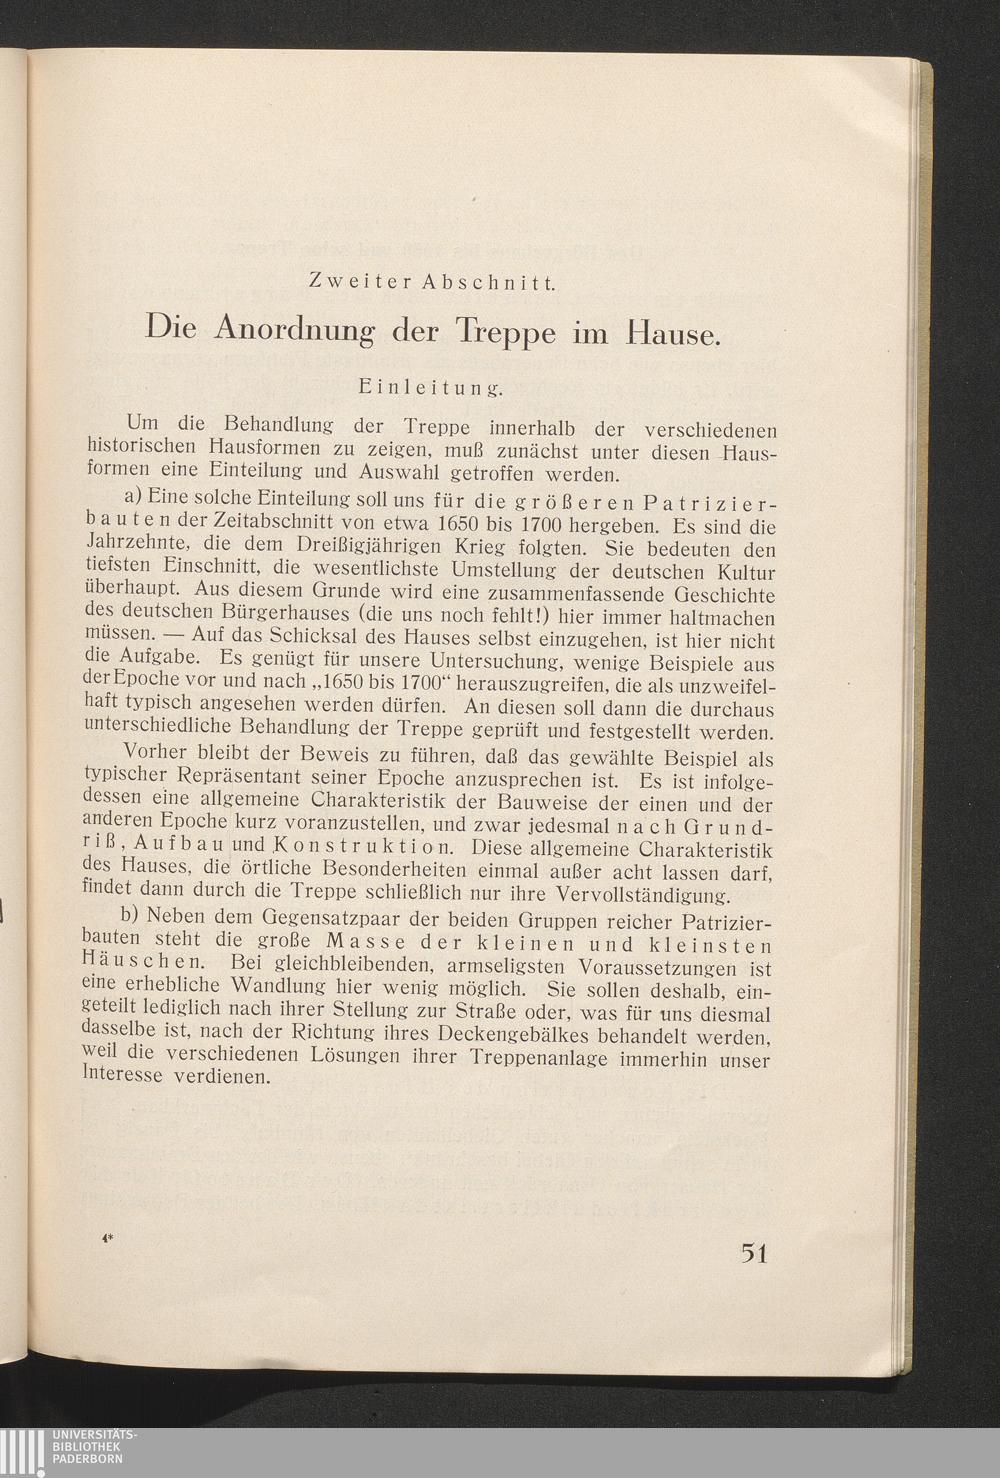 Zweiter Abschnitt.
Die Anordnung der Treppe im Hause.
Einleitung.
Um die Behandlung der Treppe innerhalb der verschiedenen
historischen Hausformen zu zeigen, muß zunächst unter diesen Haus-
formen eine Einteilung und Auswahl getroffen werden.
a) Eine solche Einteilung soll uns für die größeren Patrizier-
bauten der Zeitabschnitt von etwa 1650 bis 1700 hergeben. Es sind die
Jahrzehnte, die dem Dreißigjährigen Krieg folgten. Sie bedeuten den
tiefsten Einschnitt, die wesentlichste Umstellung der deutschen Kultur
überhaupt. Aus diesem Grunde wird eine zusammenfassende Geschichte
des deutschen Bürgerhauses (die uns noch fehlt!) hier immer haltmachen
müssen. — Auf das Schicksal des Hauses selbst einzugehen, ist hier nicht
die Aufgabe. Es genügt für unsere Untersuchung, wenige Beispiele aus
der Epoche vor und nach „1650 bis 1700“ herauszugreifen, die als unzweifel-
haft typisch angesehen werden dürfen. An diesen soll dann die durchaus
unterschiedliche Behandlung der Treppe geprüft und festgestellt werden.
Vorher bleibt der Beweis zu führen, daß das gewählte Beispiel als
typischer Repräsentant seiner Epoche anzusprechen ist. Es ist infolge-
dessen eine allgemeine Charakteristik der Bauweise der einen und der
anderen Epoche kurz voranzustellen, und zwar jedesmal nach Grund-
riß, Aufbau und Konstruktion. Diese allgemeine Charakteristik
des Hauses, die örtliche Besonderheiten einmal außer acht lassen darf,
findet dann durch die Treppe schließlich nur ihre Vervollständigung.
b) Neben dem Gegensatzpaar der beiden Gruppen reicher Patrizier-
bauten steht die große Masse der kleinen und kleinsten
Häuschen. Bei gleichbleibenden, armseligsten Voraussetzungen ist
eine erhebliche Wandlung hier wenig möglich. Sie sollen deshalb, ein-
geteilt lediglich nach ihrer Stellung zur Straße oder, was für uns diesmal
dasselbe ist, nach der Richtung ihres Deckengebälkes behandelt werden,
weil die verschiedenen Lösungen ihrer Treppenanlage immerhin unser
Interesse verdienen.
4*
51
UNIVERSITÄTS-
BIBLIOTHEK
PADERBORN